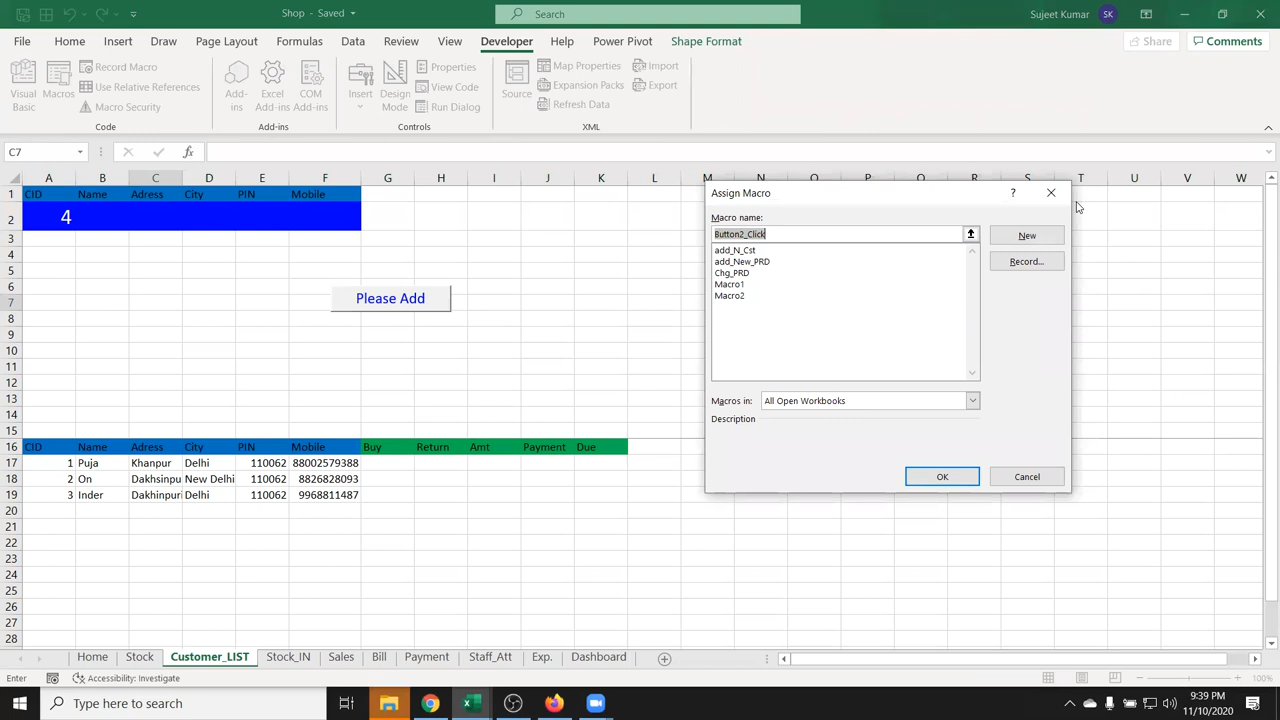 Shop - Saved
Search
Sujeet Kumar SK
File Home Insert Draw Page Layout Formulas Data Review View Developer Help Power Pivot Shape Format Share Comments
Visual Basic
Macros
Record Macro
Use Relative References
Macro Security
Code
Add-ins
Excel Add-ins
COM Add-ins
Add-ins
Insert
Design Mode
Properties
View Code
Run Dialog
Controls
Source
Map Properties
Expansion Packs
Refresh Data
Import
Export
XML
C7
fx
A B C D E F G H I J K L M N O P Q R S T U V W
1 CID Name Adress City PIN Mobile
2 4
3
4
5
6
7 Please Add
8
9
10
11
12
13
14
15
16 CID Name Adress City PIN Mobile Buy Return Amt Payment Due
17 1 Puja Khanpur Delhi 110062 88002579388
18 2 On Dakhsinpu New Delhi 110062 8826828093
19 3 Inder Dakhinpuri Delhi 110062 9968811487
20
21
22
23
24
25
26
27
28
Assign Macro ?
Macro name:
Button2_Click
add_N_Cst
add_New_PRD
Chg_PRD
Macro1
Macro2
New
Record...
Macros in: All Open Workbooks
Description
OK Cancel
Home Stock Customer_LIST Stock_IN Sales Bill Payment Staff_Att Exp. Dashboard
Enter Accessibility: Investigate 100%
Type here to search
9:39 PM
11/10/2020